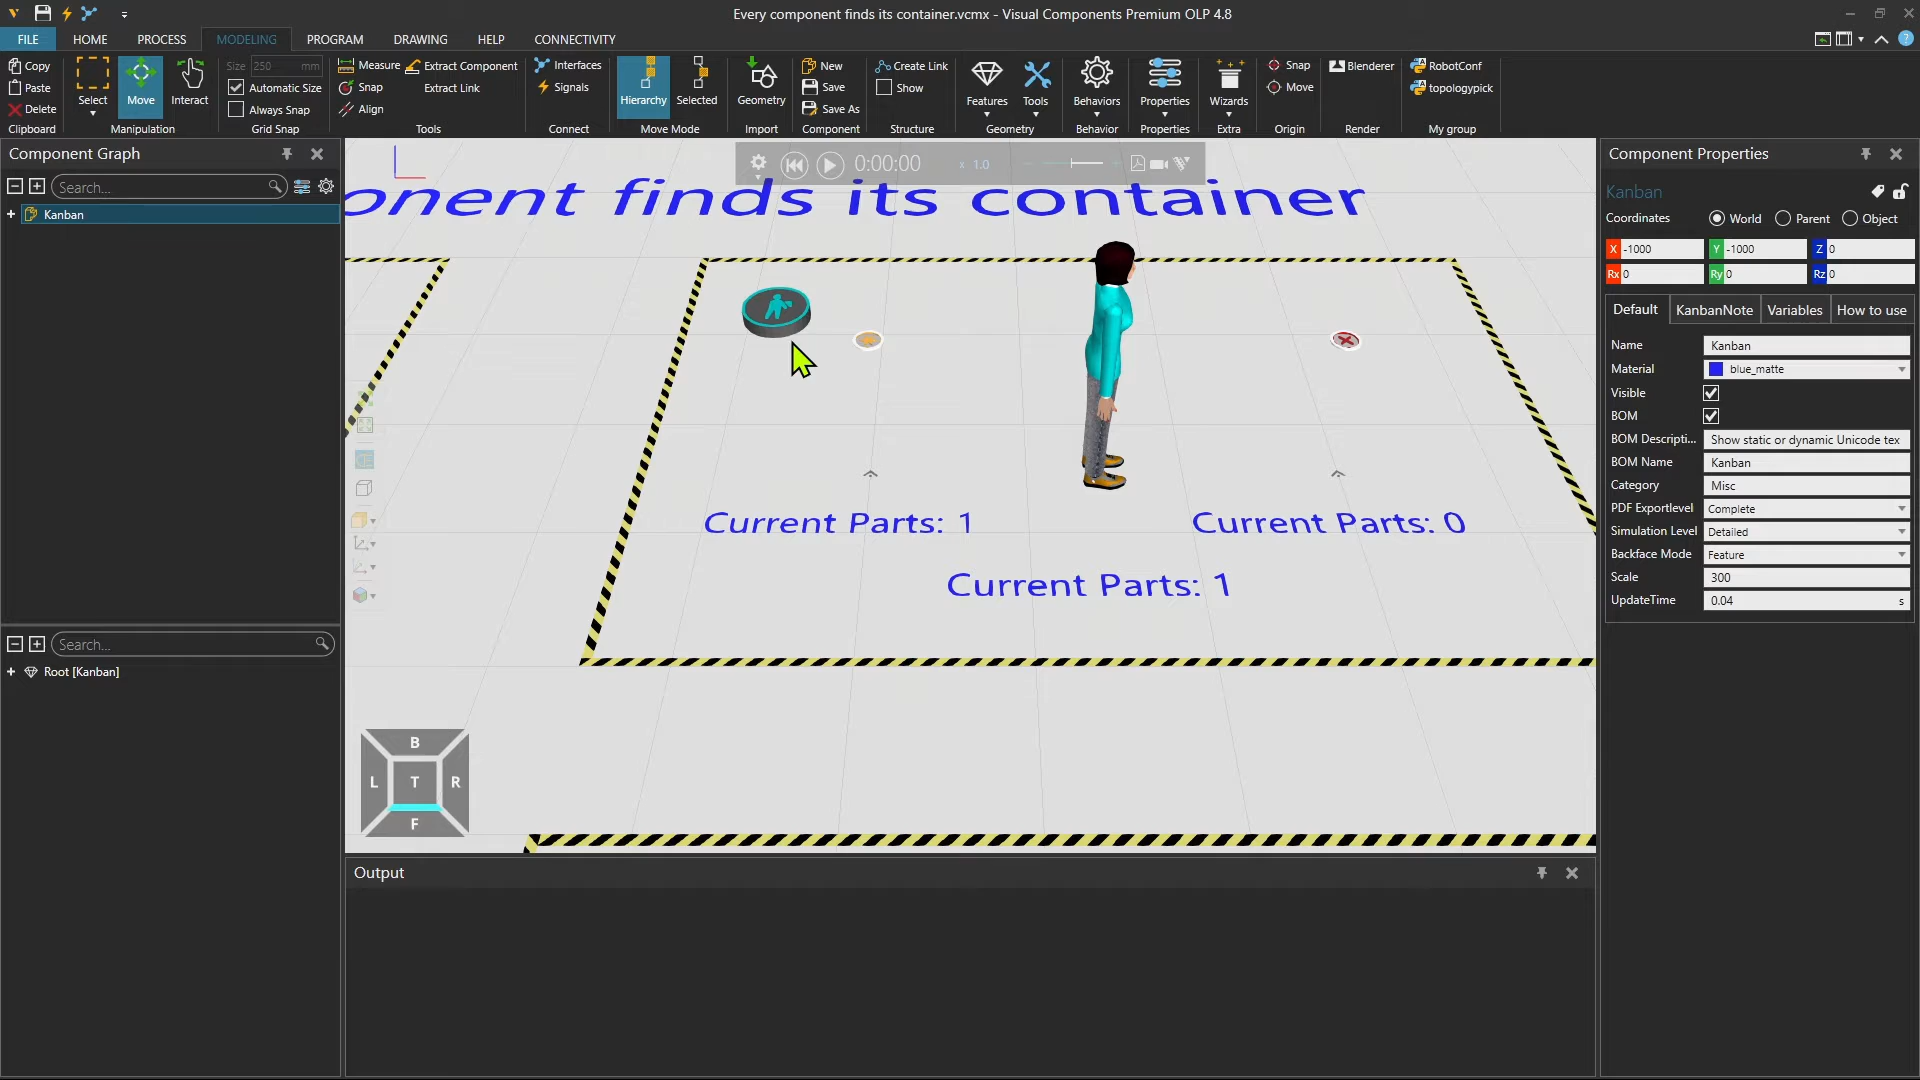 Every component finds its container.vcmx - Visual Components Premium OLP 4.8
FILE HOME PROCESS MODELING PROGRAM DRAWING HELP CONNECTIVITY
Copy
Paste
Delete
Clipboard
Select
Move
Interact
Manipulation
Size 250 mm
Automatic Size
Always Snap
Grid Snap
Measure
Snap
Align
Extract Component
Extract Link
Tools
Interfaces
Signals
Connect
Hierarchy
Selected
Move Mode
Geometry
Import
New
Save
Save As
Component
Create Link
Show
Structure
Features
Tools
Geometry
Behaviors
Behavior
Properties
Properties
Wizards
Extra
Snap
Move
Origin
Blenderer
Render
RobotConf
topologypick
My group
Component Graph
Search...
Kanban
Search...
Root [Kanban]
0:00:00 x 1.0
onent finds its container
Current Parts: 1
Current Parts: 0
Current Parts: 1
B
L T R
F
Output
Component Properties
Kanban
Coordinates World Parent Object
X -1000 Y -1000 Z 0
Rx 0 Ry 0 Rz 0
Default KanbanNote Variables How to use
Name Kanban
Material blue_matte
Visible
BOM
BOM Descripti... Show static or dynamic Unicode tex
BOM Name Kanban
Category Misc
PDF Exportlevel Complete
Simulation Level Detailed
Backface Mode Feature
Scale 300
UpdateTime 0.04 s